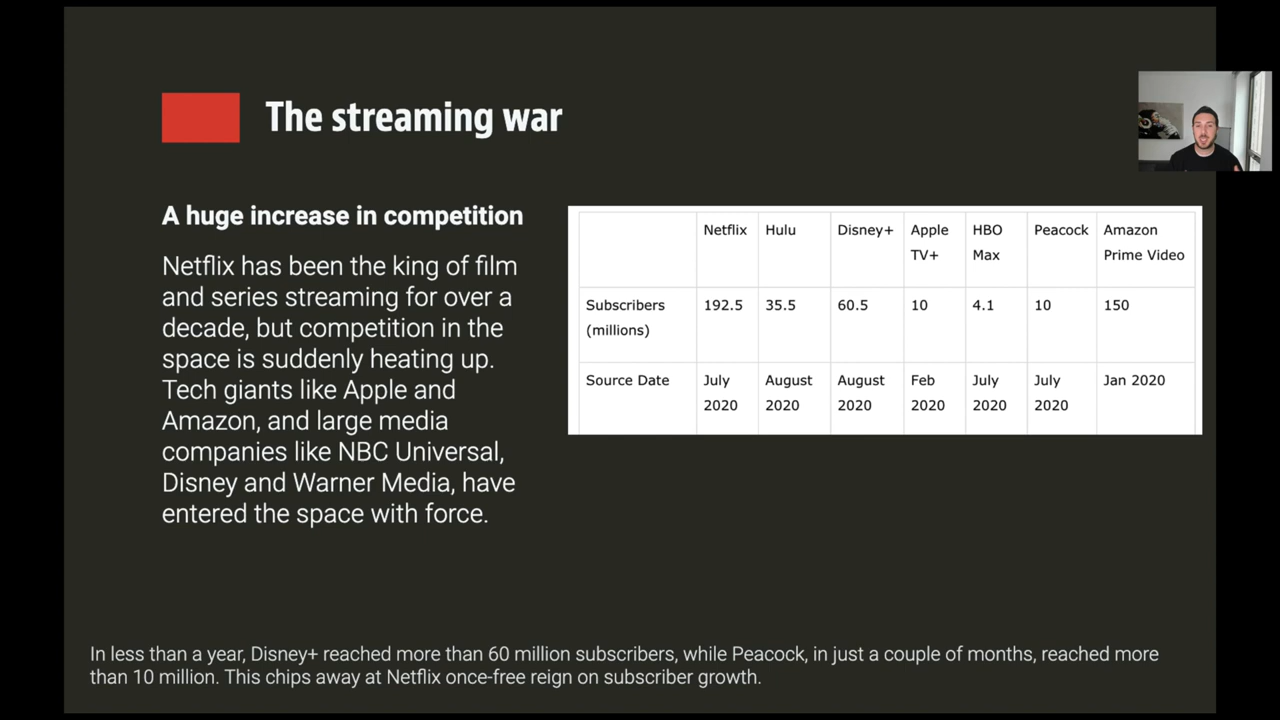 The streaming war
A huge increase in competition
Netflix has been the king of film
and series streaming for over a
decade, but competition in the
space is suddenly heating up.
Tech giants like Apple and
Amazon, and large media
companies like NBC Universal,
Disney and Warner Media, have
entered the space with force.
Netflix Hulu Disney+ Apple TV+ HBO Max Peacock Amazon Prime Video
Subscribers (millions) 192.5 35.5 60.5 10 4.1 10 150
Source Date July 2020 August 2020 August 2020 Feb 2020 July 2020 July 2020 Jan 2020
In less than a year, Disney+ reached more than 60 million subscribers, while Peacock, in just a couple of months, reached more
than 10 million. This chips away at Netflix once-free reign on subscriber growth.